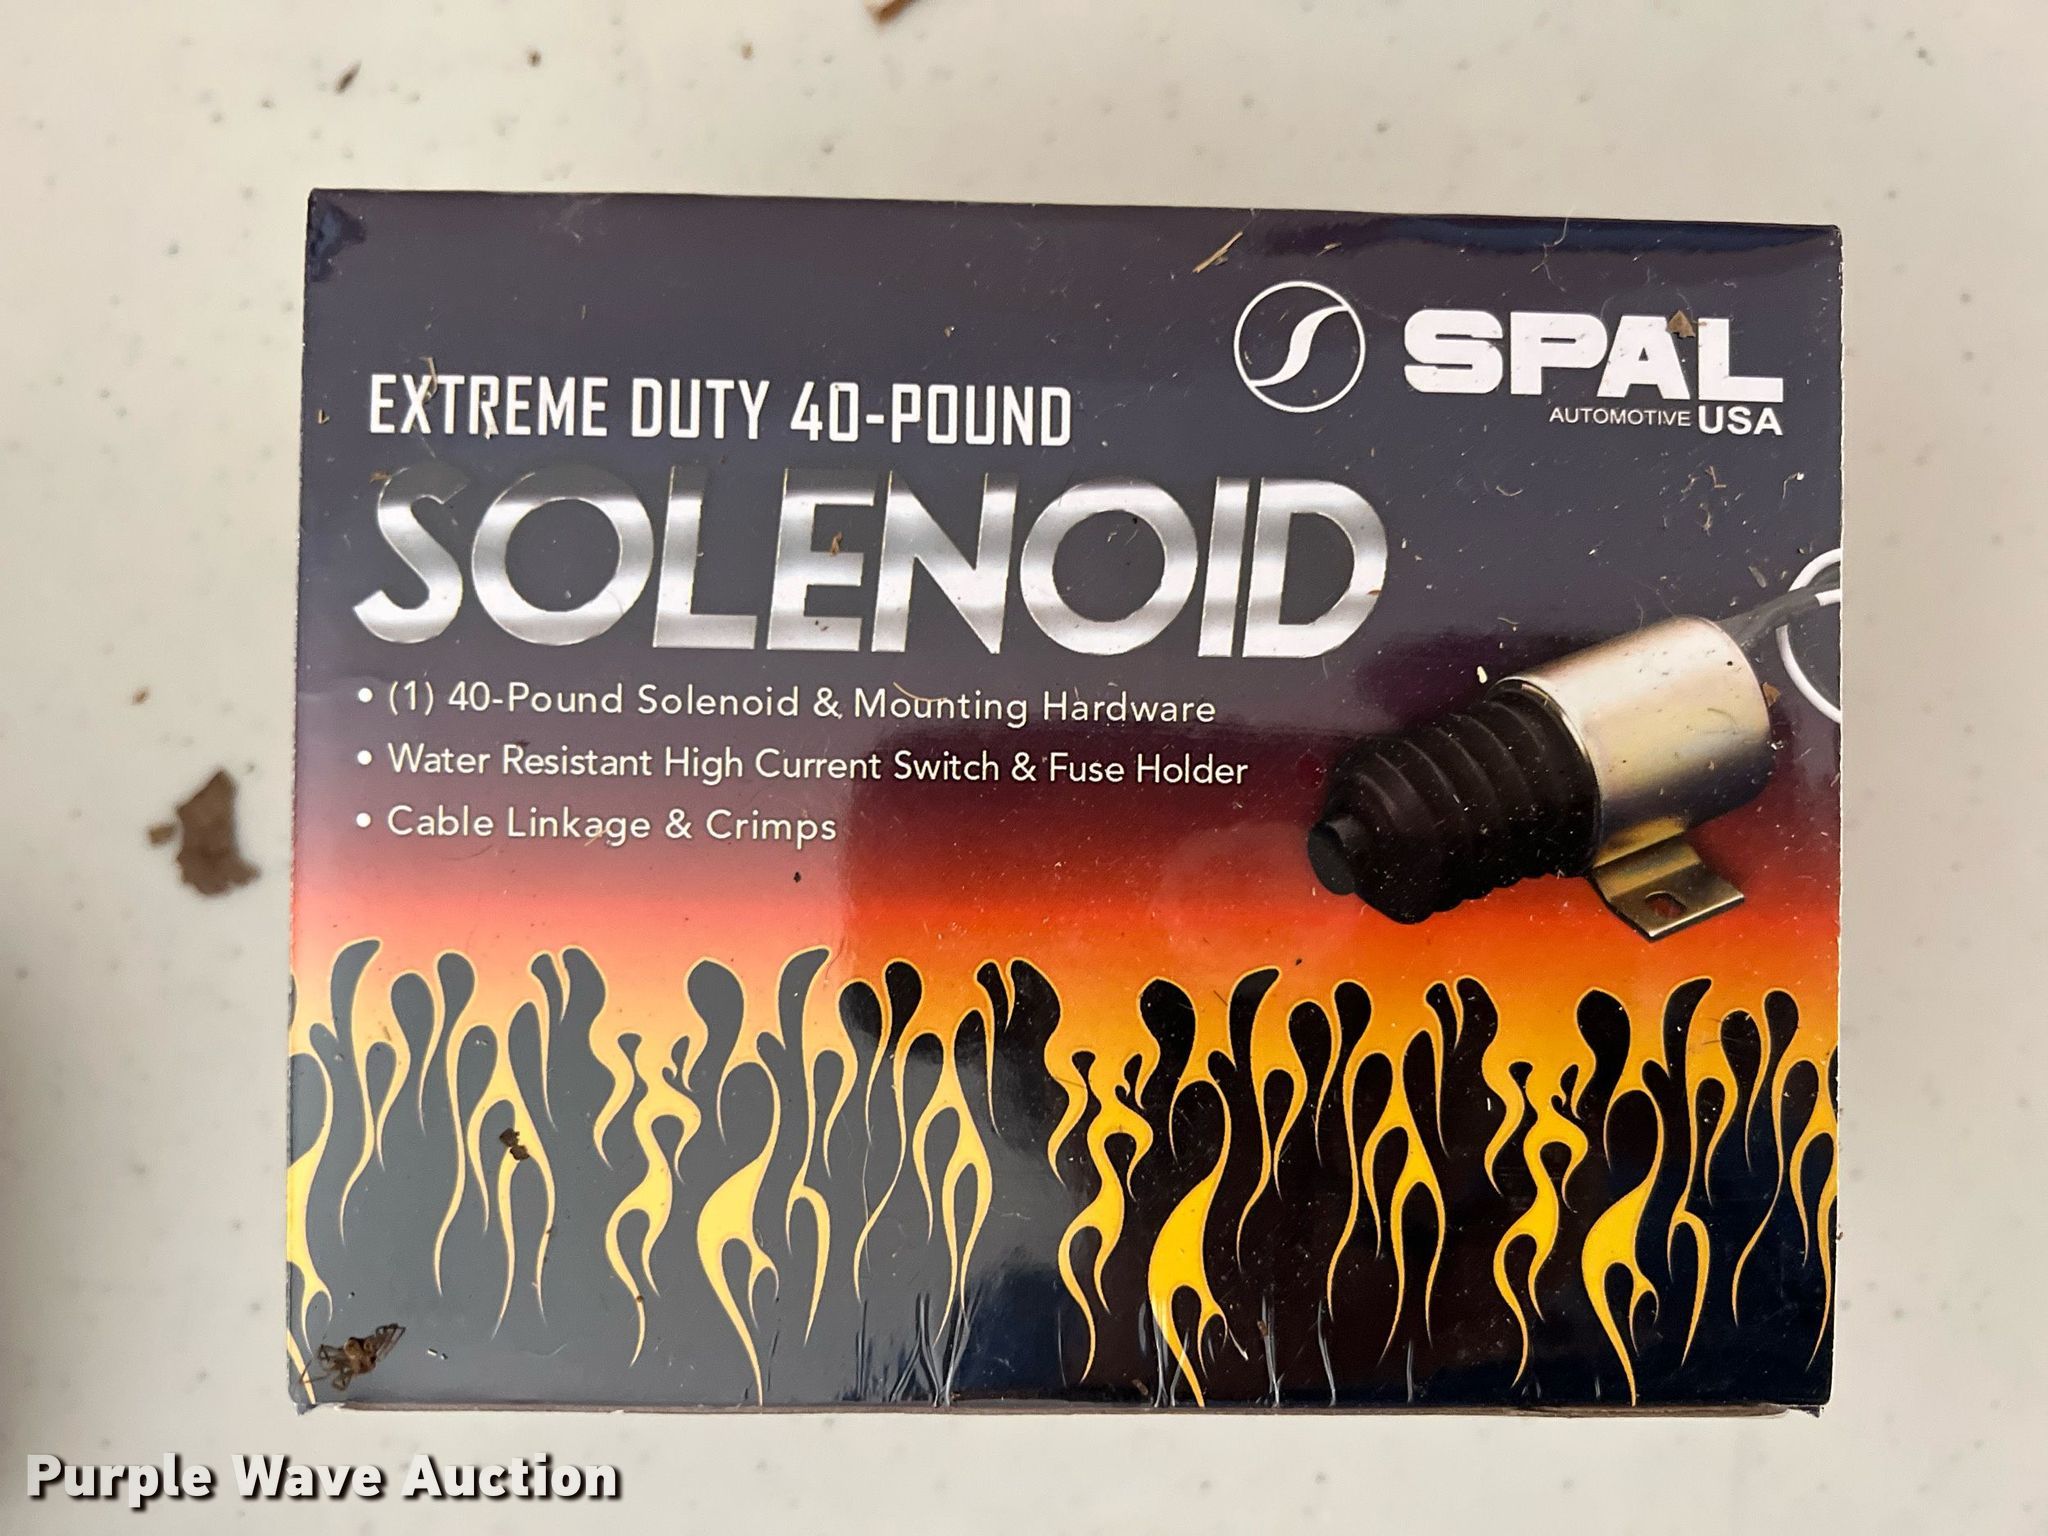 SPAL
AUTOMOTIVE USA
EXTREME DUTY 40-POUND
SOLENOID
• (1) 40-Pound Solenoid & Mounting Hardware
• Water Resistant High Current Switch & Fuse Holder
• Cable Linkage & Crimps
Purple Wave Auction